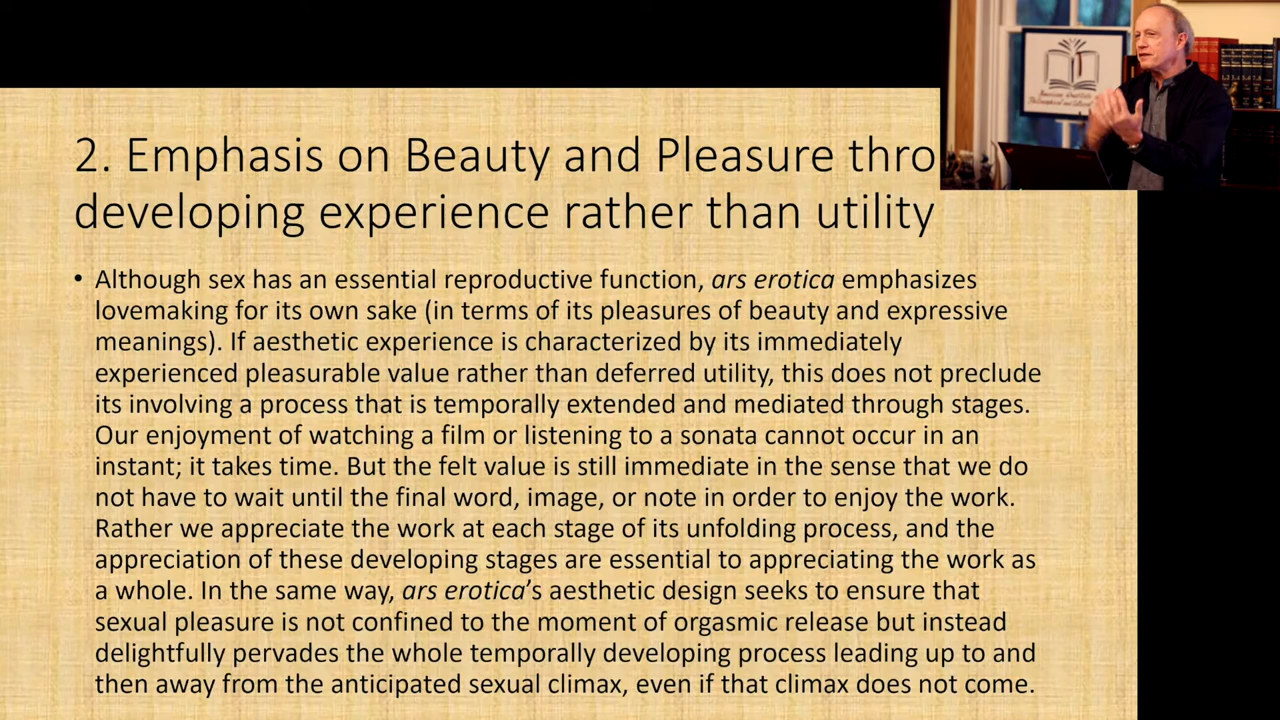 2. Emphasis on Beauty and Pleasure thro
developing experience rather than utility
• Although sex has an essential reproductive function, ars erotica emphasizes
lovemaking for its own sake (in terms of its pleasures of beauty and expressive
meanings). If aesthetic experience is characterized by its immediately
experienced pleasurable value rather than deferred utility, this does not preclude
its involving a process that is temporally extended and mediated through stages.
Our enjoyment of watching a film or listening to a sonata cannot occur in an
instant; it takes time. But the felt value is still immediate in the sense that we do
not have to wait until the final word, image, or note in order to enjoy the work.
Rather we appreciate the work at each stage of its unfolding process, and the
appreciation of these developing stages are essential to appreciating the work as
a whole. In the same way, ars erotica’s aesthetic design seeks to ensure that
sexual pleasure is not confined to the moment of orgasmic release but instead
delightfully pervades the whole temporally developing process leading up to and
then away from the anticipated sexual climax, even if that climax does not come.